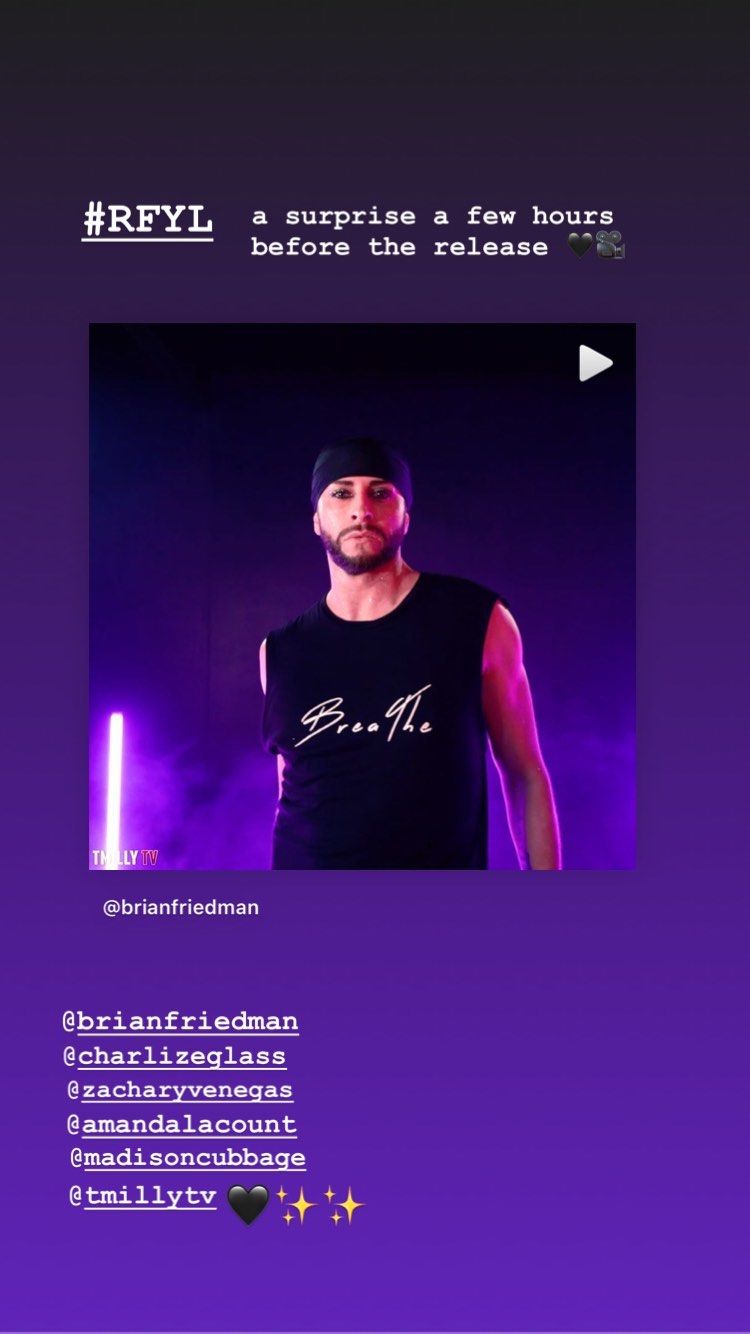 #RFYL
a surprise a few hours
before the release 🖤🎥
BreaThe
TMILLY TV
@brianfriedman
@brianfriedman
@charlizeglass
@zacharyvenegas
@amandalacount
@madisoncubbage
@tmillytv 🖤✨✨